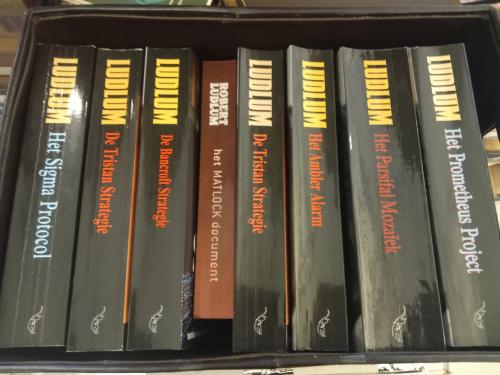 LUDLUM
Het Sigma Protocol
LUDLUM
De Tristan Strategie
LUDLUM
De Bancroft Strategie
ROBERT
LUDLUM
het MATLOCK document
LUDLUM
De Tristan Strategie
LUDLUM
Het Ambler Alarm
LUDLUM
Het Parsifal Mozaïek
LUDLUM
Het Prometheus Project